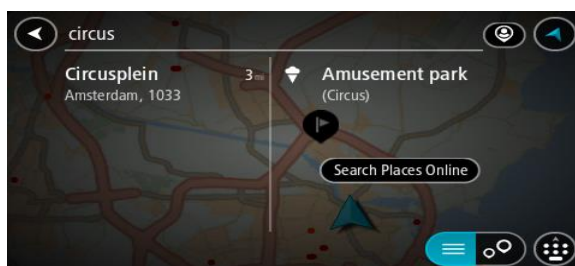 circus
Circusplein
3 mi
Amsterdam, 1033
Amusement park
(Circus)
Search Places Online